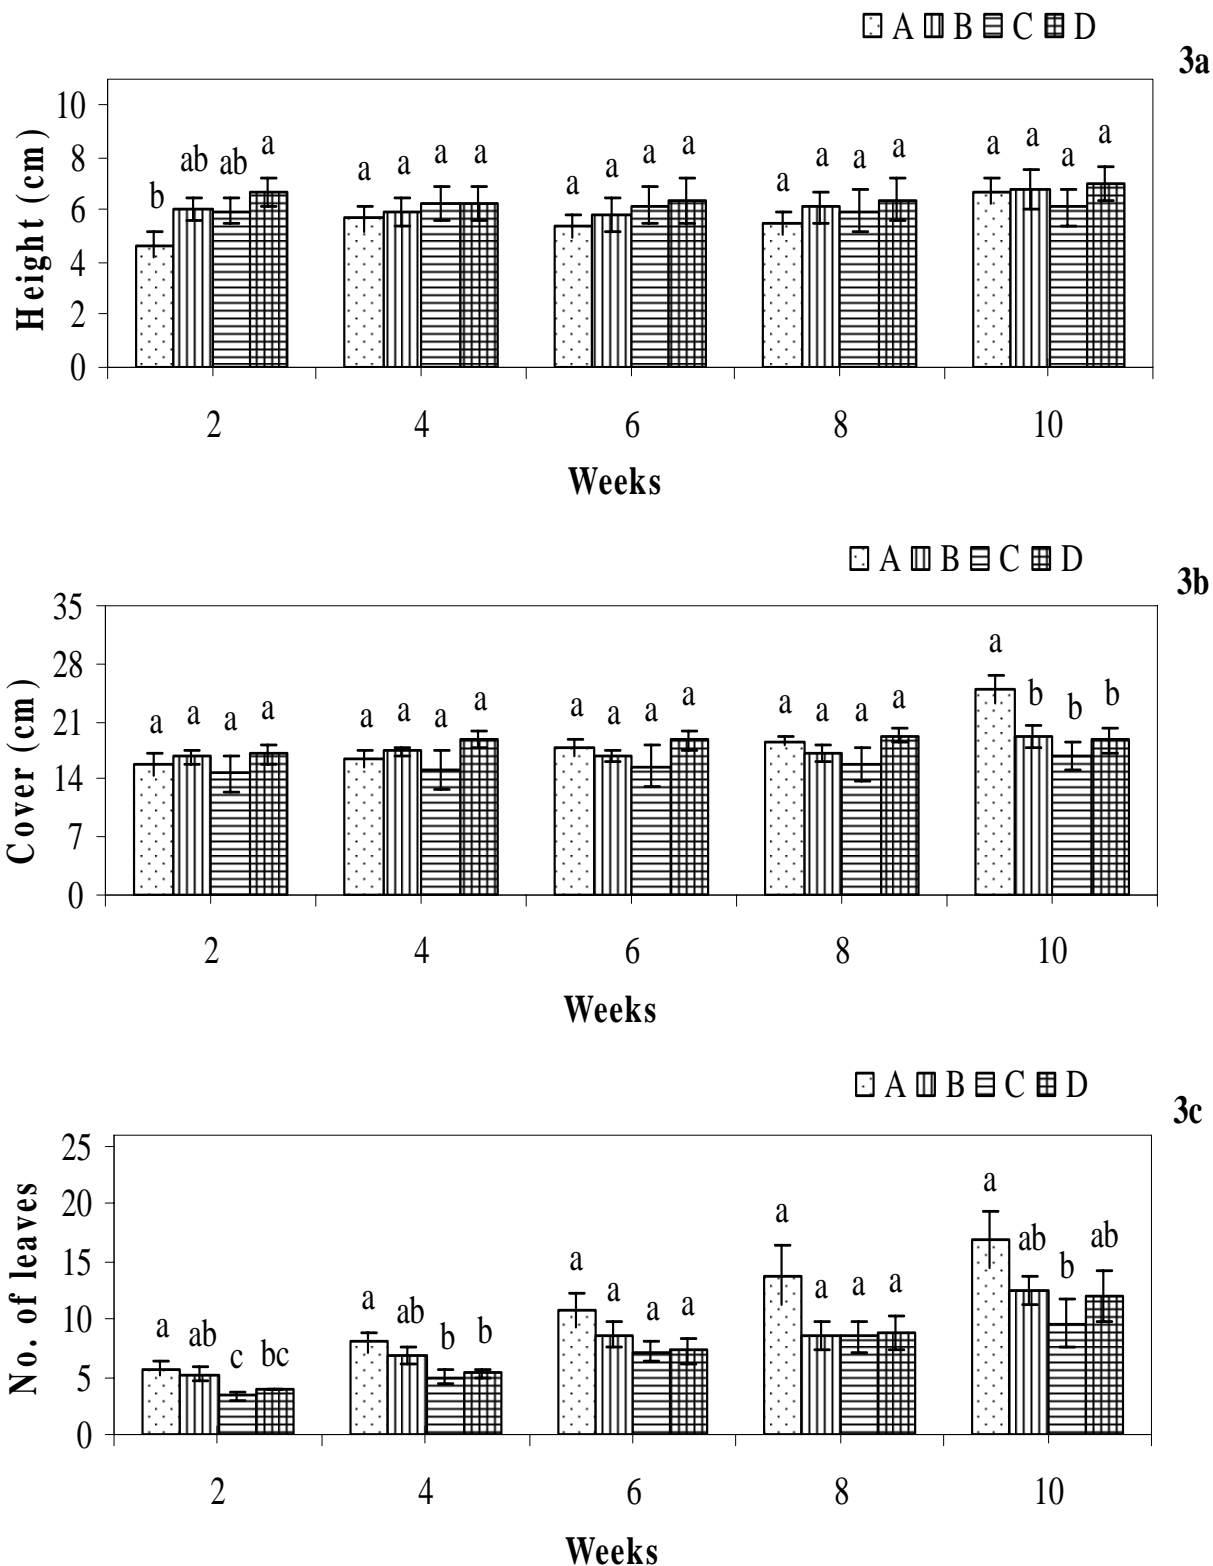 A B C D
3a
Height (cm)
10
8
6
4
2
0
b ab ab a a a a a a a a a a a a a a a a a
2 4 6 8 10
Weeks
A B C D
3b
Cover (cm)
35
28
21
14
7
0
a a a a a a a a a a a a a a a a a b b b
2 4 6 8 10
Weeks
A B C D
3c
No. of leaves
25
20
15
10
5
0
a ab c bc a ab b b a a a a a a a a a ab b ab
2 4 6 8 10
Weeks